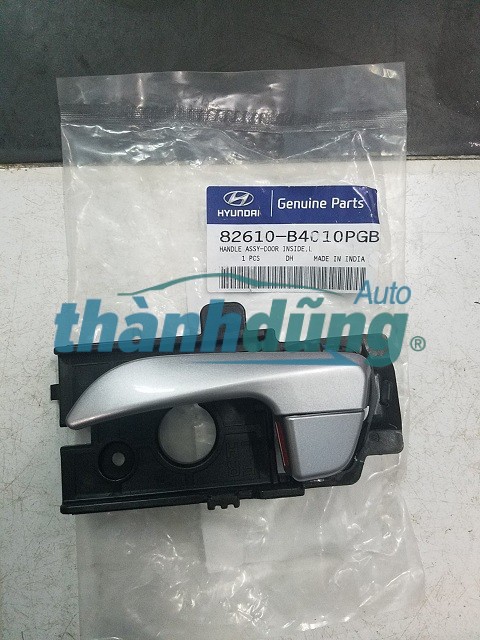 HYUNDAI
Genuine Parts
82610-B4010PGB
HANDLE ASSY-DOOR INSIDE,L
1 PCS DH MADE IN INDIA
Auto
thànhdũng®